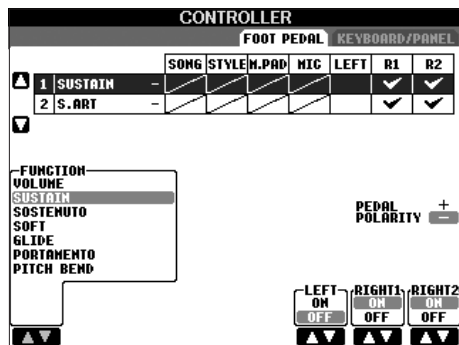 CONTROLLER
FOOT PEDAL KEYBOARD/PANEL
SONG STYLE M.PAD MIC LEFT R1 R2
1 SUSTAIN –
2 S.ART –
FUNCTION
VOLUME
SUSTAIN
SOSTENUTO
SOFT
GLIDE
PORTAMENTO
PITCH BEND
PEDAL POLARITY + –
LEFT RIGHT1 RIGHT2
ON ON ON
OFF OFF OFF